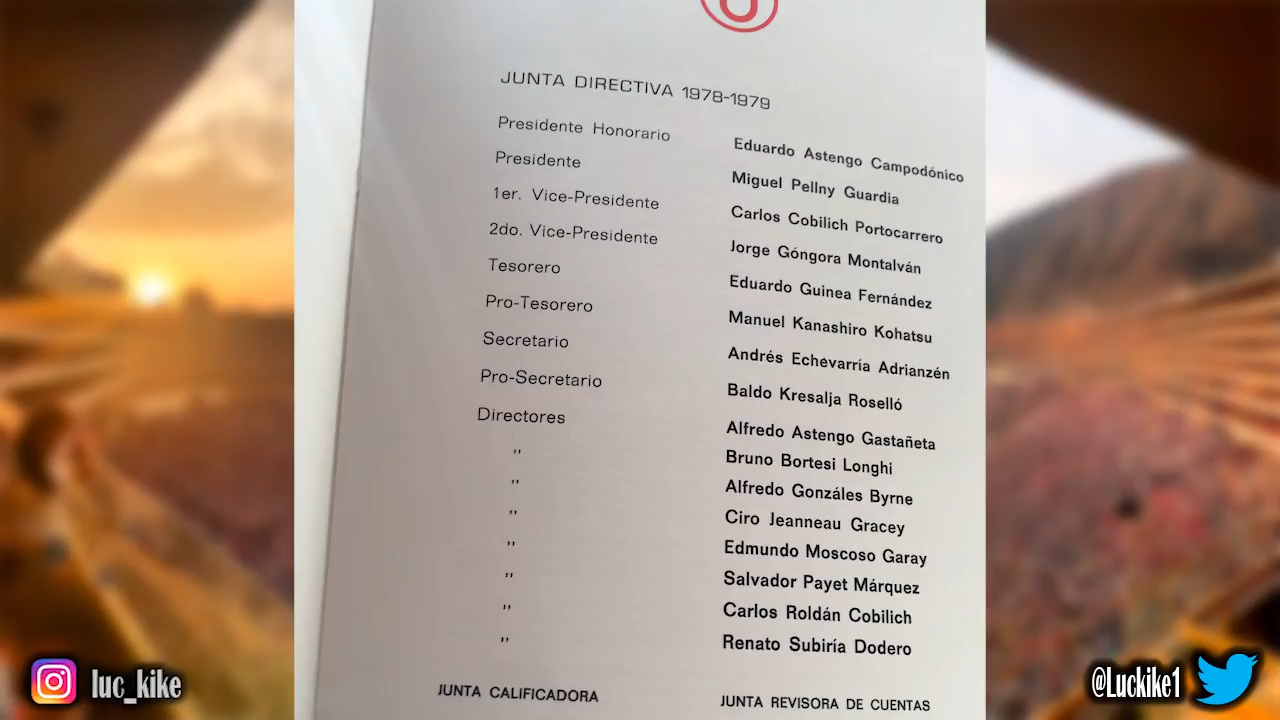 JUNTA DIRECTIVA 1978-1979
Presidente Honorario Eduardo Astengo Campodónico
Presidente Miguel Pellny Guardia
1er. Vice-Presidente Carlos Cobilich Portocarrero
2do. Vice-Presidente Jorge Góngora Montalván
Tesorero Eduardo Guinea Fernández
Pro-Tesorero Manuel Kanashiro Kohatsu
Secretario Andrés Echevarría Adrianzén
Pro-Secretario Baldo Kresalja Roselló
Directores Alfredo Astengo Gastañeta
,, Bruno Bortesi Longhi
,, Alfredo Gonzáles Byrne
,, Ciro Jeanneau Gracey
,, Edmundo Moscoso Garay
,, Salvador Payet Márquez
,, Carlos Roldán Cobilich
,, Renato Subiría Dodero
JUNTA CALIFICADORA JUNTA REVISORA DE CUENTAS
luc_kike
@Luckike1